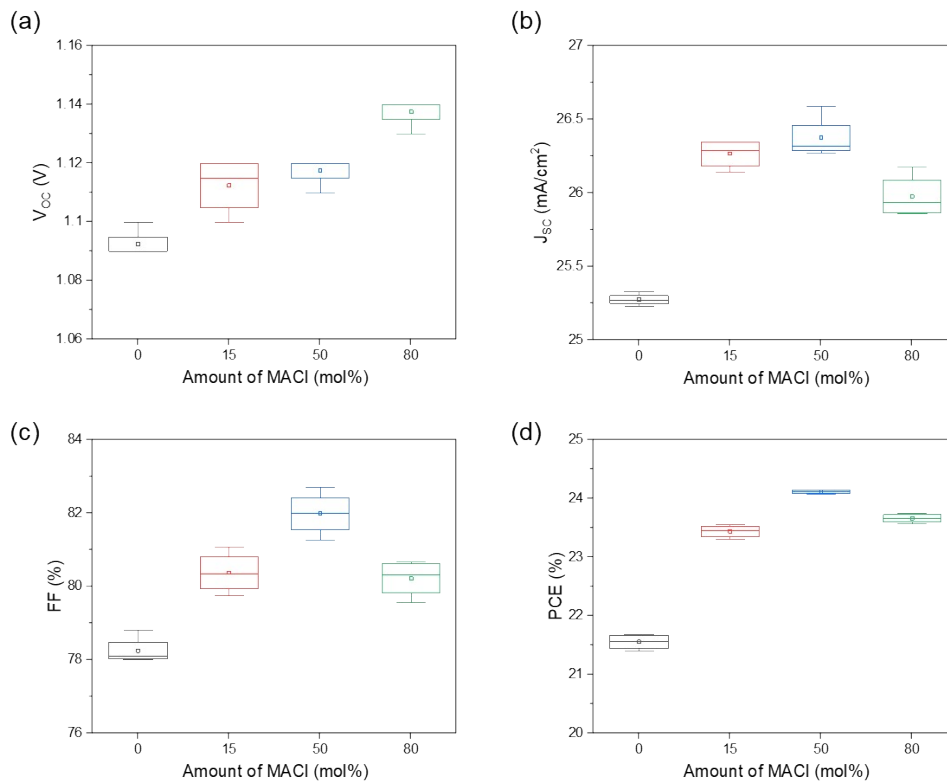 (a)
1.16
1.14
1.12
1.1
1.08
1.06
V_OC (V)
0 15 50 80
Amount of MACl (mol%)
(b)
27
26.5
26
25.5
25
J_SC (mA/cm²)
0 15 50 80
Amount of MACl (mol%)
(c)
84
82
80
78
76
FF (%)
0 15 50 80
Amount of MACl (mol%)
(d)
25
24
23
22
21
20
PCE (%)
0 15 50 80
Amount of MACl (mol%)